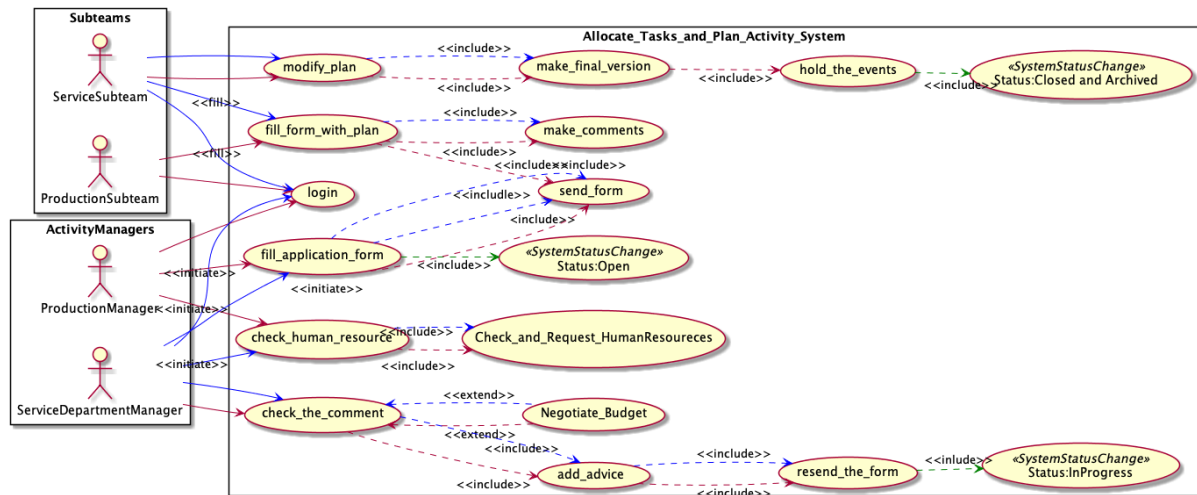 Subteams
Allocate_Tasks_and_Plan_Activity_System
<<include>>
«SystemStatusChange»
modify_plan
make_final_version
hold_the_events
Status:Closed and Archived
<<include>>
<<include>>
<<include>>
ServiceSubteam
<<fill>>
<<include>>
fill_form_with_plan
make_comments
<<fill>>
<<include>>
<<include>>
<<include>>
ProductionSubteam
login
send_form
<<includle>>
ActivityManagers
<include>>
«SystemStatusChange»
fill_application_form
Status:Open
<<initiate>>
<<include>>
<<initiate>>
ProductionManager
<<initiate>>
<<include>>
check_human_resource
Check_and_Request_HumanResoureces
<<initiate>>
<<include>>
<<extend>>
ServiceDepartmentManager
check_the_comment
Negotiate_Budget
<<extend>>
<<include>>
<<include>>
<<inlude>>
«SystemStatusChange»
add_advice
resend_the_form
Status:InProgress
<<include>>
<<include>>